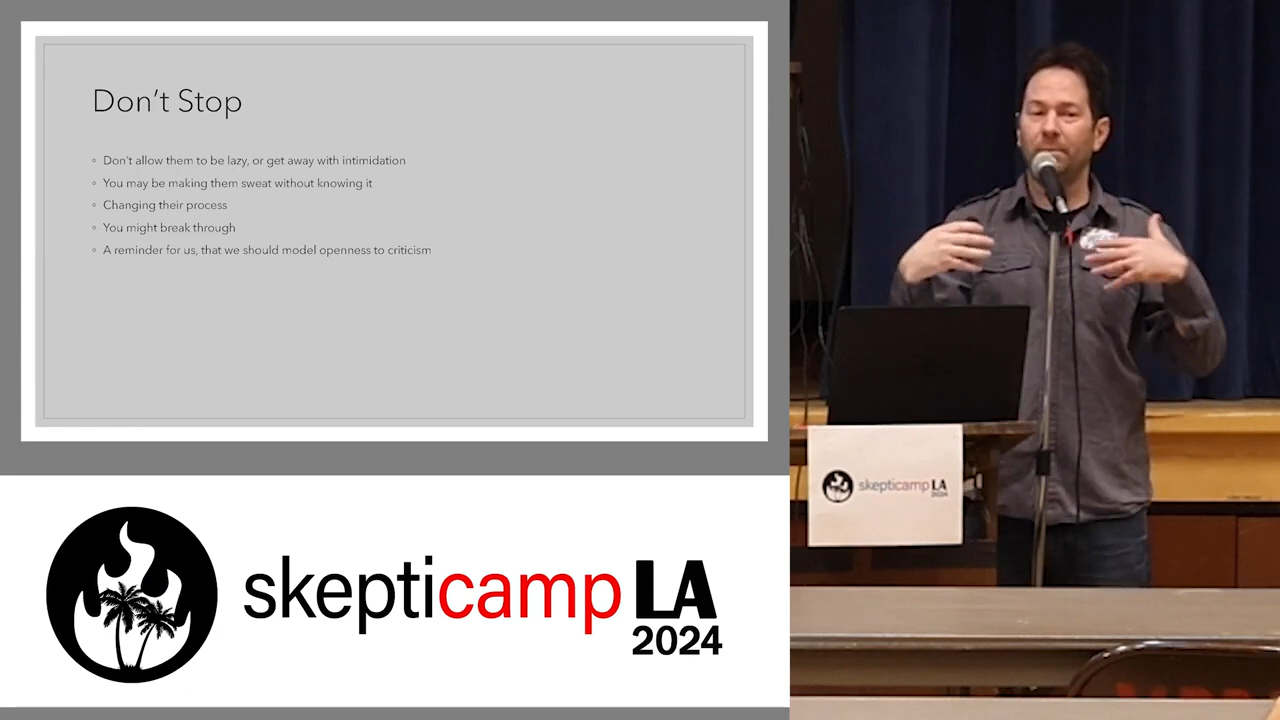 Don't Stop
Don't allow them to be lazy, or get away with intimidation
You may be making them sweat without knowing it
Changing their process
You might break through
A reminder for us, that we should model openness to criticism
skepticamp LA
2024
skepticamp LA
2024